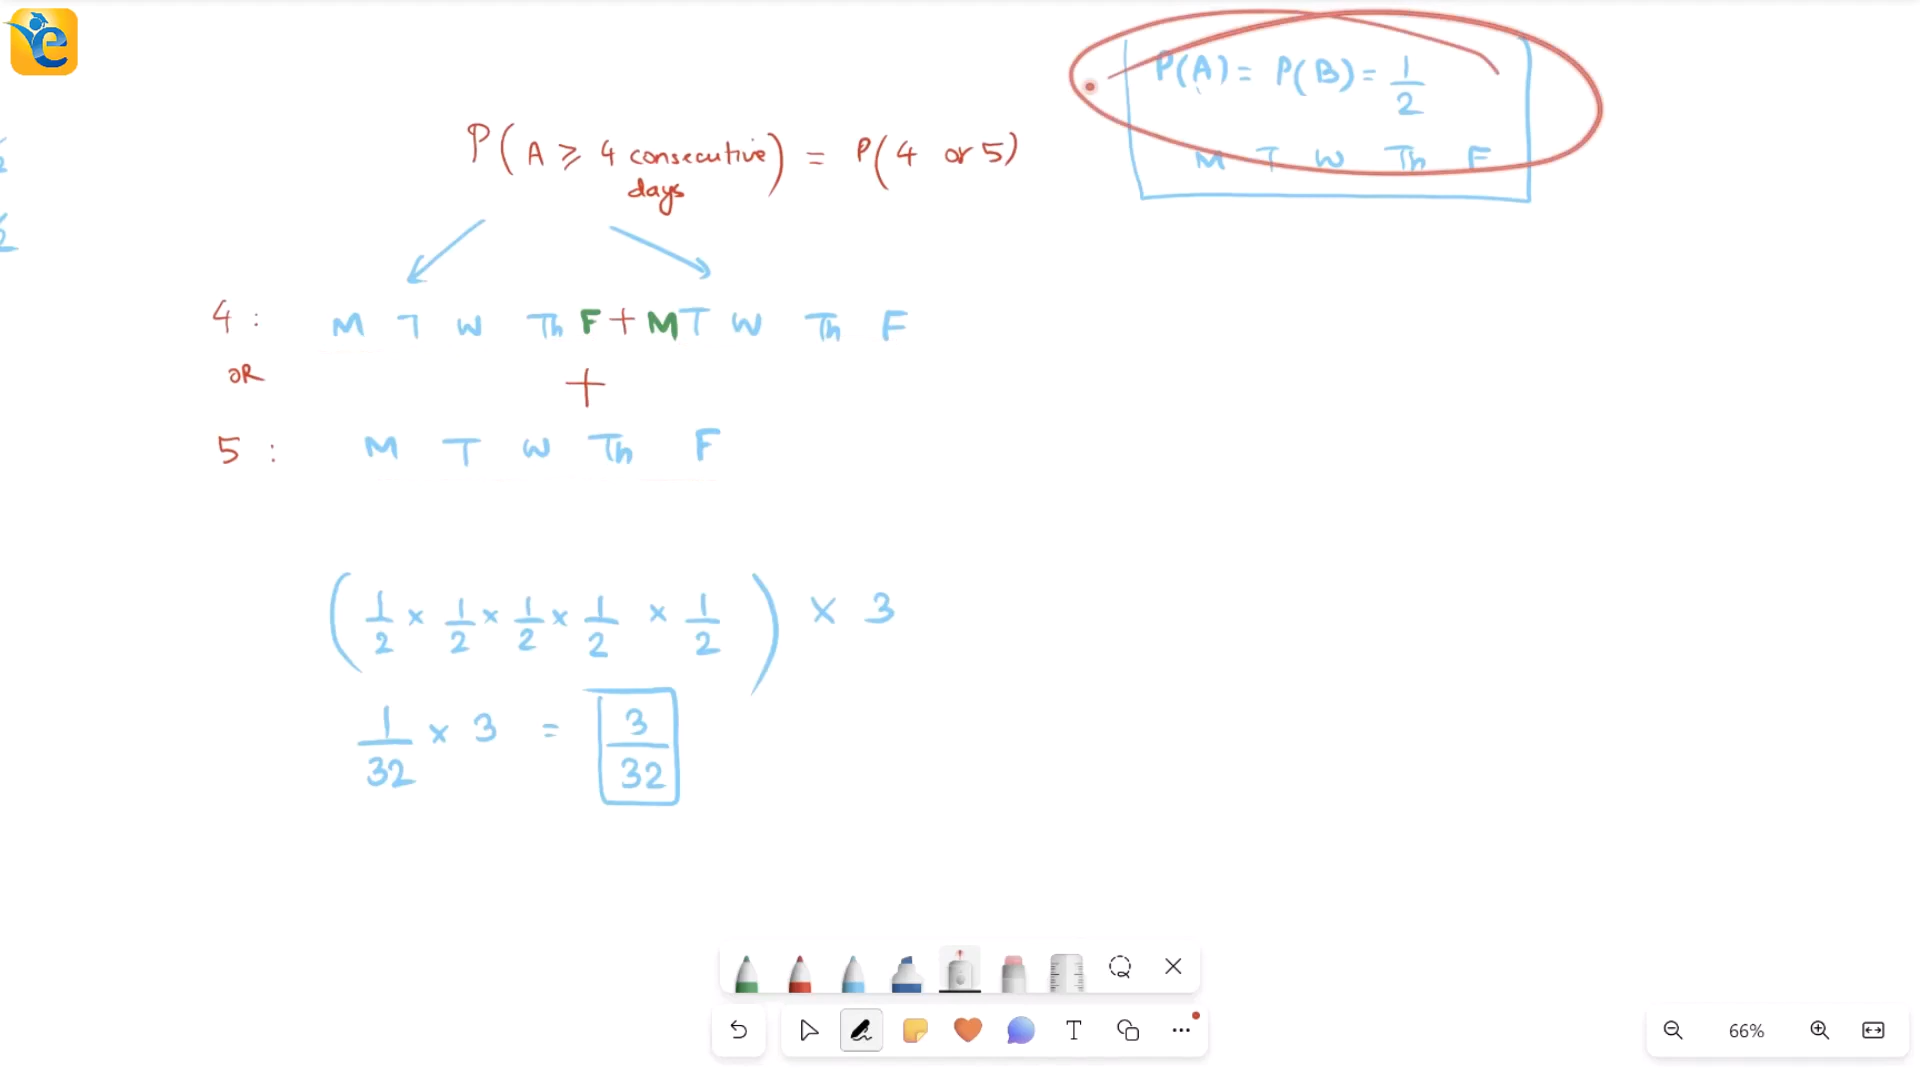 P(A) = P(B) = 1/2
M T W Th F
P(A ≥ 4 consecutive days) = P(4 or 5)
4 : M T W Th F + M T W Th F
OR
+
5 : M T W Th F
(1/2 × 1/2 × 1/2 × 1/2 × 1/2) × 3
1/32 × 3 = 3/32
66%